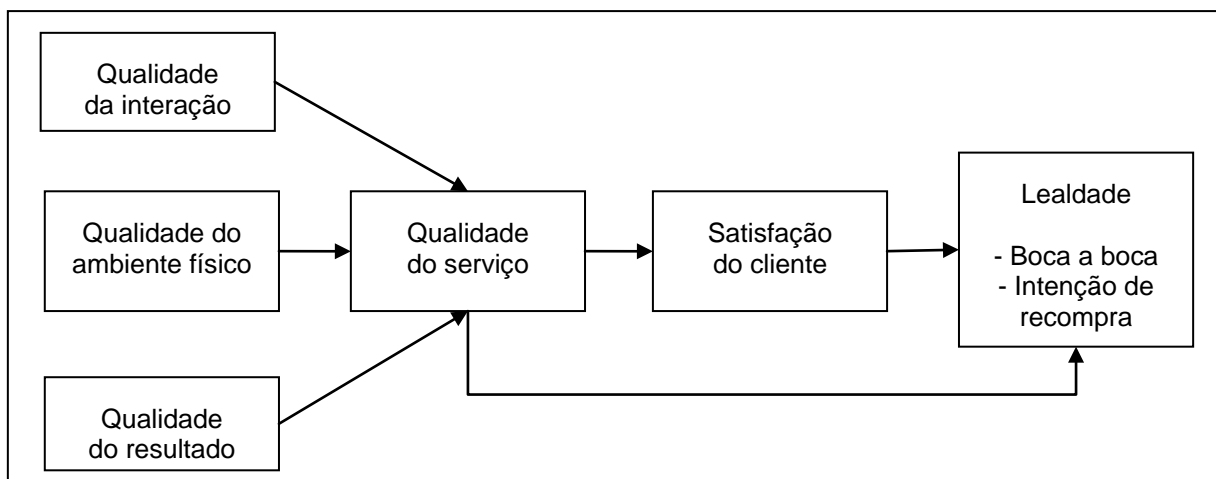 Qualidade
da interação
Qualidade do
ambiente físico
Qualidade
do resultado
Qualidade
do serviço
Satisfação
do cliente
Lealdade
- Boca a boca
- Intenção de
recompra